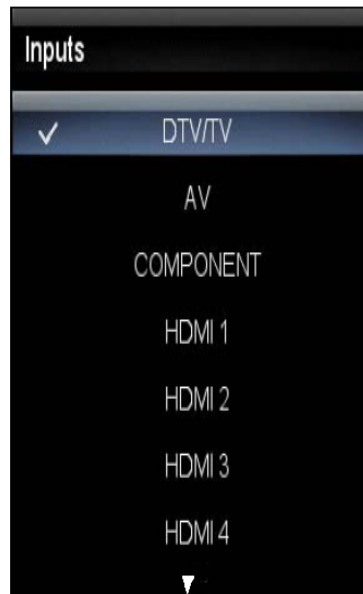 Inputs
DTV/TV
AV
COMPONENT
HDMI 1
HDMI 2
HDMI 3
HDMI 4